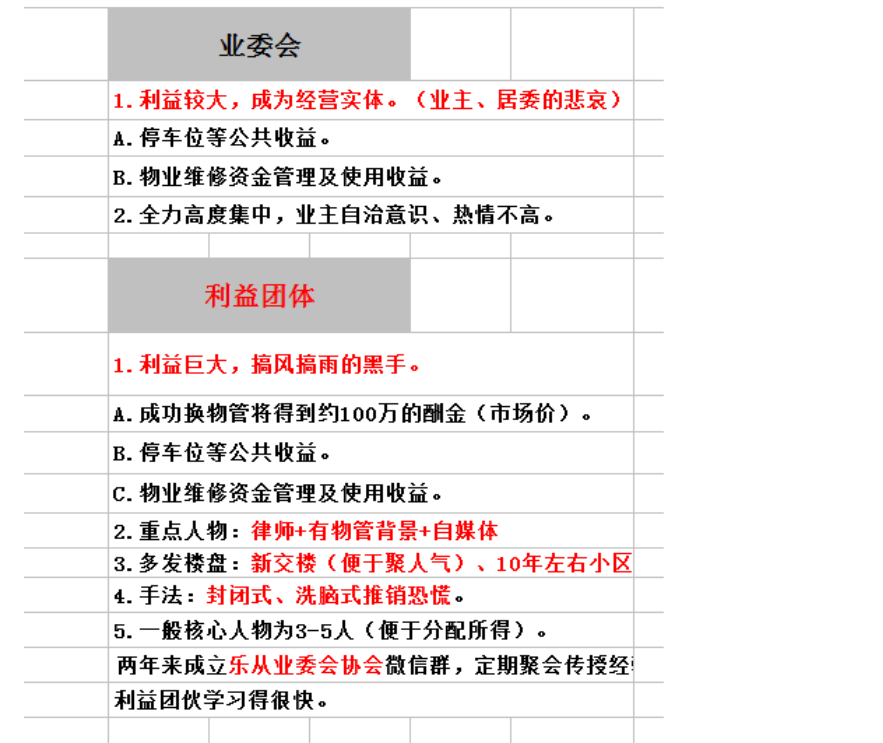 业委会
1.利益较大，成为经营实体。（业主、居委的悲哀）
A.停车位等公共收益。
B.物业维修资金管理及使用收益。
2.全力高度集中，业主自治意识、热情不高。
利益团体
1.利益巨大，搞风搞雨的黑手。
A.成功换物管将得到约100万的酬金（市场价）。
B.停车位等公共收益。
C.物业维修资金管理及使用收益。
2.重点人物：律师+有物管背景+自媒体
3.多发楼盘：新交楼（便于聚人气）、10年左右小区
4.手法：封闭式、洗脑式推销恐慌。
5.一般核心人物为3-5人（便于分配所得）。
两年来成立乐从业委会协会微信群，定期聚会传授经
利益团伙学习得很快。